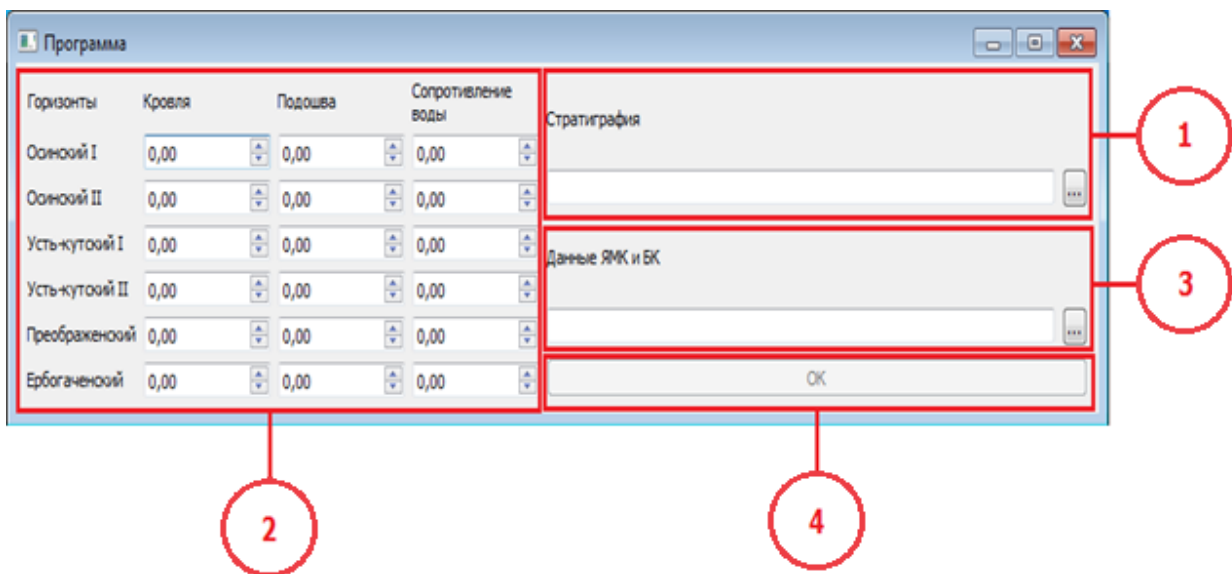 Программа
Горизонты Кровля Подошва Сопротивление воды
Осинский I 0,00 0,00 0,00
Осинский II 0,00 0,00 0,00
Усть-кутский I 0,00 0,00 0,00
Усть-кутский II 0,00 0,00 0,00
Преображенский 0,00 0,00 0,00
Ербогаченский 0,00 0,00 0,00
Стратиграфия
...
Данные ЯМК и БК
...
OK
1
3
2
4